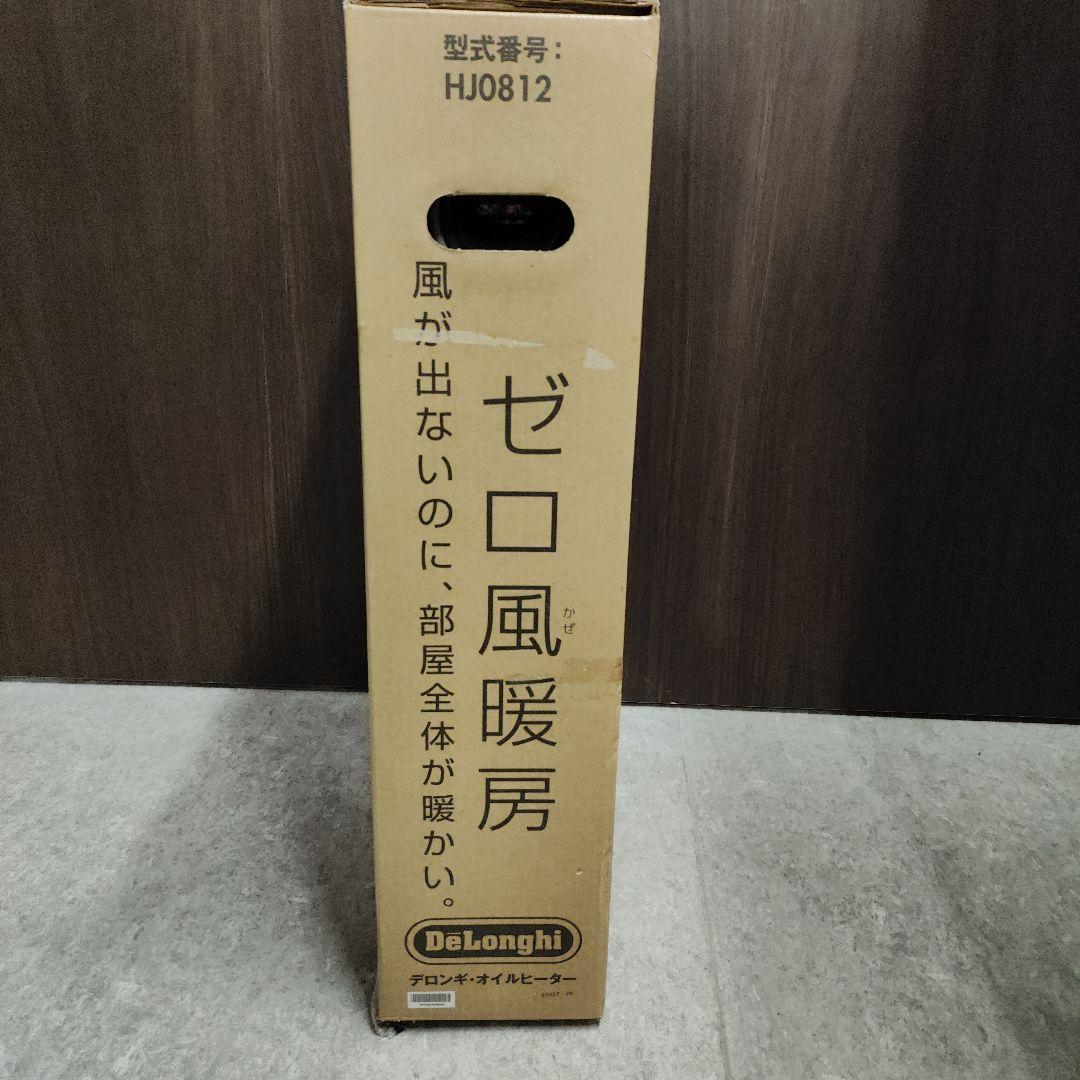 型式番号:
HJ0812
ゼロ風暖房
かぜ
風が出ないのに、部屋全体が暖かい。
DēLonghi
デロンギ・オイルヒーター